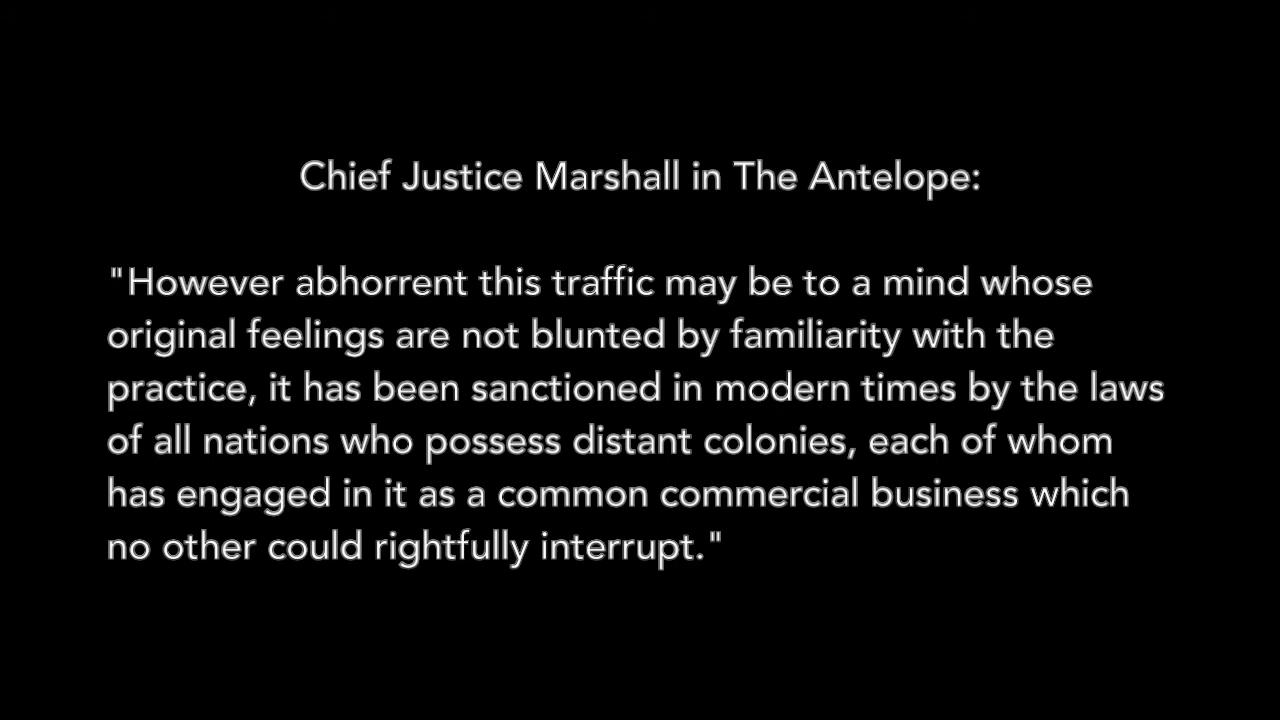 Chief Justice Marshall in The Antelope:
"However abhorrent this traffic may be to a mind whose
original feelings are not blunted by familiarity with the
practice, it has been sanctioned in modern times by the laws
of all nations who possess distant colonies, each of whom
has engaged in it as a common commercial business which
no other could rightfully interrupt."